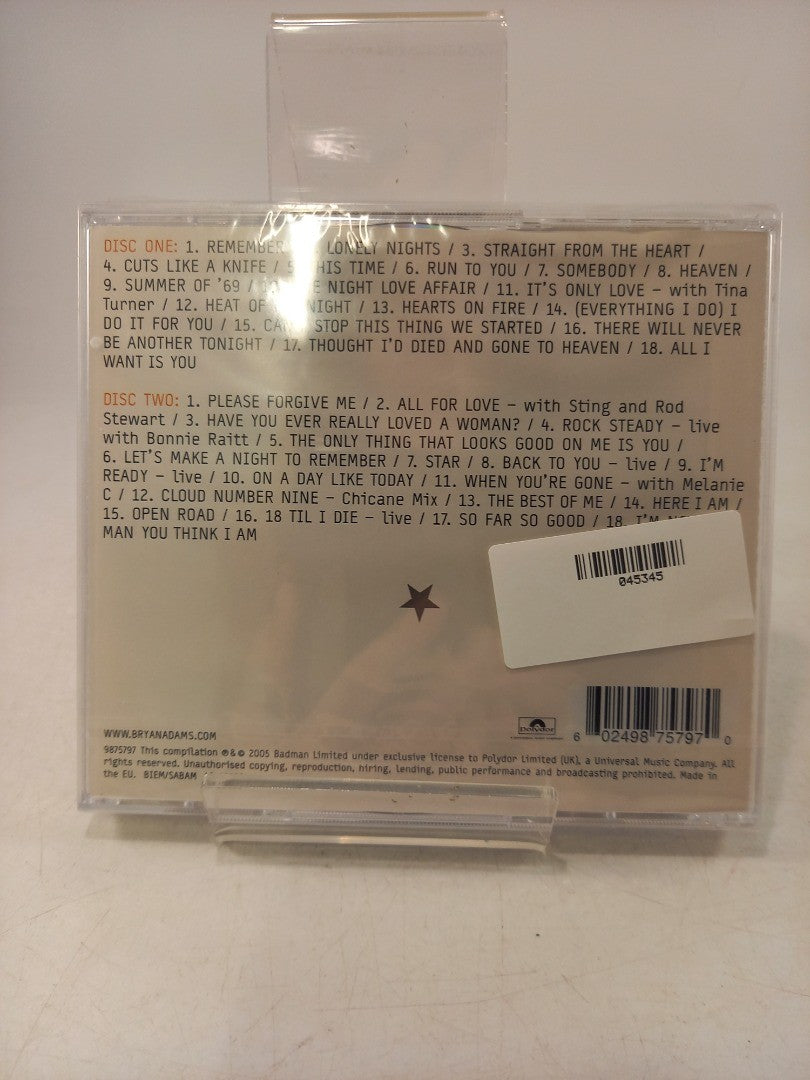 DISC ONE: 1. REMEMBER LONELY NIGHTS / 3. STRAIGHT FROM THE HEART /
4. CUTS LIKE A KNIFE / 5. THIS TIME / 6. RUN TO YOU / 7. SOMEBODY / 8. HEAVEN /
9. SUMMER OF '69 / NIGHT LOVE AFFAIR / 11. IT'S ONLY LOVE – with Tina
Turner / 12. HEAT OF NIGHT / 13. HEARTS ON FIRE / 14. (EVERYTHING I DO) I
DO IT FOR YOU / 15. CAN'T STOP THIS THING WE STARTED / 16. THERE WILL NEVER
BE ANOTHER TONIGHT / 17. THOUGHT I'D DIED AND GONE TO HEAVEN / 18. ALL I
WANT IS YOU
DISC TWO: 1. PLEASE FORGIVE ME / 2. ALL FOR LOVE – with Sting and Rod
Stewart / 3. HAVE YOU EVER REALLY LOVED A WOMAN? / 4. ROCK STEADY – live
with Bonnie Raitt / 5. THE ONLY THING THAT LOOKS GOOD ON ME IS YOU /
6. LET'S MAKE A NIGHT TO REMEMBER / 7. STAR / 8. BACK TO YOU – live / 9. I'M
READY – live / 10. ON A DAY LIKE TODAY / 11. WHEN YOU'RE GONE – with Melanie
C / 12. CLOUD NUMBER NINE – Chicane Mix / 13. THE BEST OF ME / 14. HERE I AM /
15. OPEN ROAD / 16. 18 TIL I DIE – live / 17. SO FAR SO GOOD / 18. I'M
MAN YOU THINK I AM
045345
WWW.BRYANADAMS.COM
Polydor
6 02498 75797 0
9875797 This compilation ℗ & © 2005 Badman Limited under exclusive license to Polydor Limited (UK), a Universal Music Company. All
rights reserved. Unauthorised copying, reproduction, hiring, lending, public performance and broadcasting prohibited. Made in
the EU. BIEM/SABAM